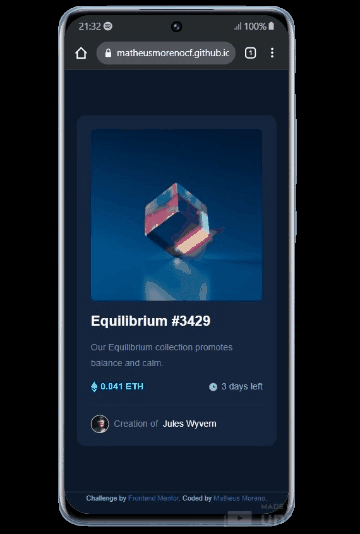 21:32
100%
matheusmorenocf.github.io
1
Equilibrium #3429
Our Equilibrium collection promotes
balance and calm.
0.041 ETH
3 days left
Creation of Jules Wyvern
Challenge by Frontend Mentor. Coded by Matheus Moreno.
MADE